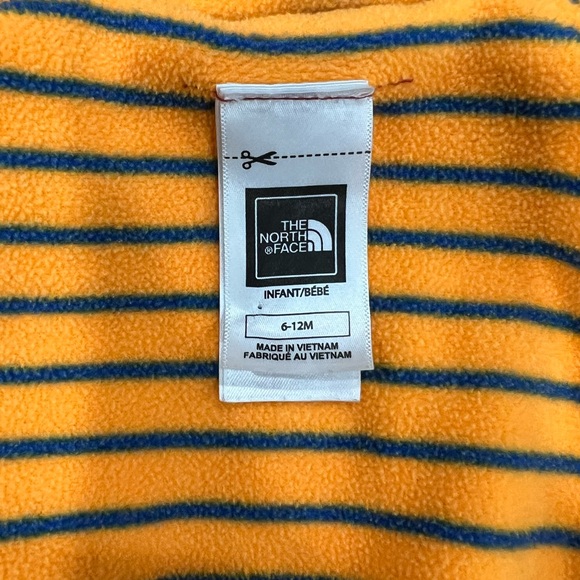 THE
NORTH
®FACE
INFANT/BÉBÉ
6-12M
MADE IN VIETNAM
FABRIQUÉ AU VIETNAM